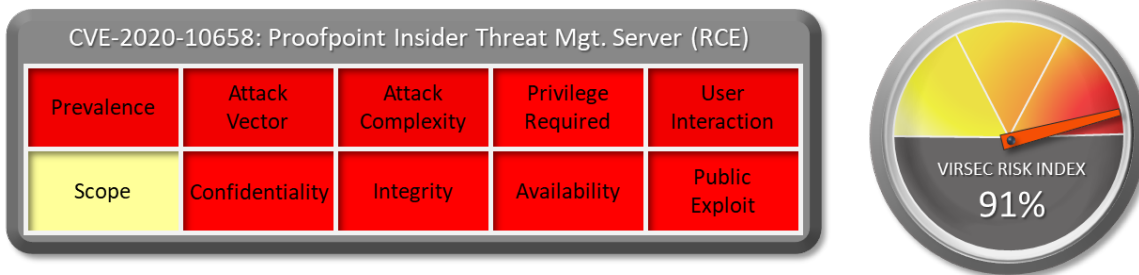 CVE-2020-10658: Proofpoint Insider Threat Mgt. Server (RCE)
Prevalence
Attack
Vector
Attack
Complexity
Privilege
Required
User
Interaction
Scope
Confidentiality
Integrity
Availability
Public
Exploit
VIRSEC RISK INDEX
91%